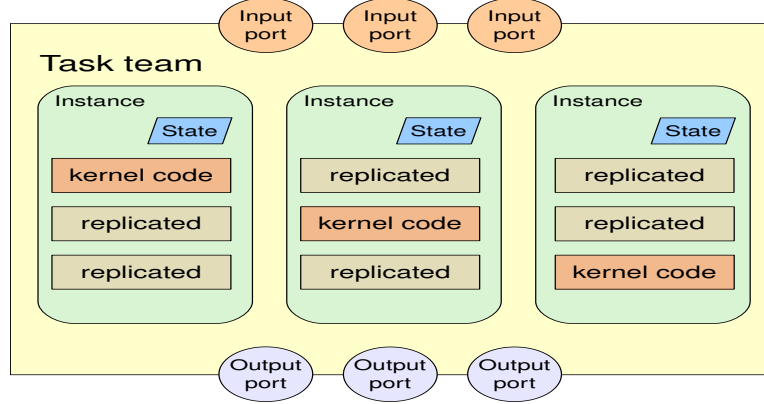 Input
port
Input
port
Input
port
Task team
Instance
State
kernel code
replicated
replicated
Instance
State
replicated
kernel code
replicated
Instance
State
replicated
replicated
kernel code
Output
port
Output
port
Output
port